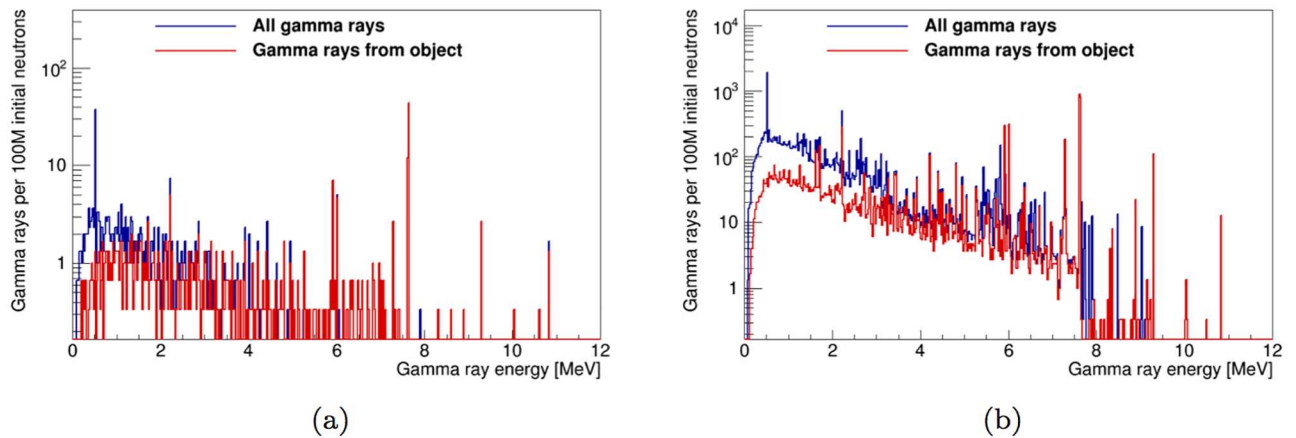 All gamma rays
Gamma rays from object
Gamma rays per 100M initial neutrons
10²
10
1
0 2 4 6 8 10 12
Gamma ray energy [MeV]
(a)
All gamma rays
Gamma rays from object
Gamma rays per 100M initial neutrons
10⁴
10³
10²
10
1
0 2 4 6 8 10 12
Gamma ray energy [MeV]
(b)